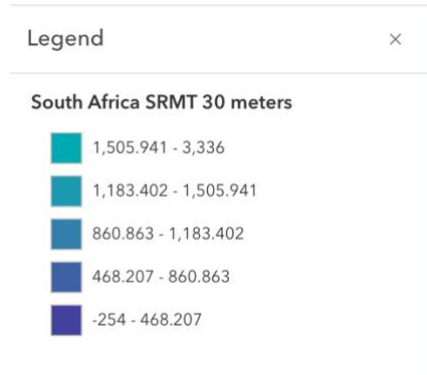 Legend ×
South Africa SRMT 30 meters
1,505.941 - 3,336
1,183.402 - 1,505.941
860.863 - 1,183.402
468.207 - 860.863
-254 - 468.207